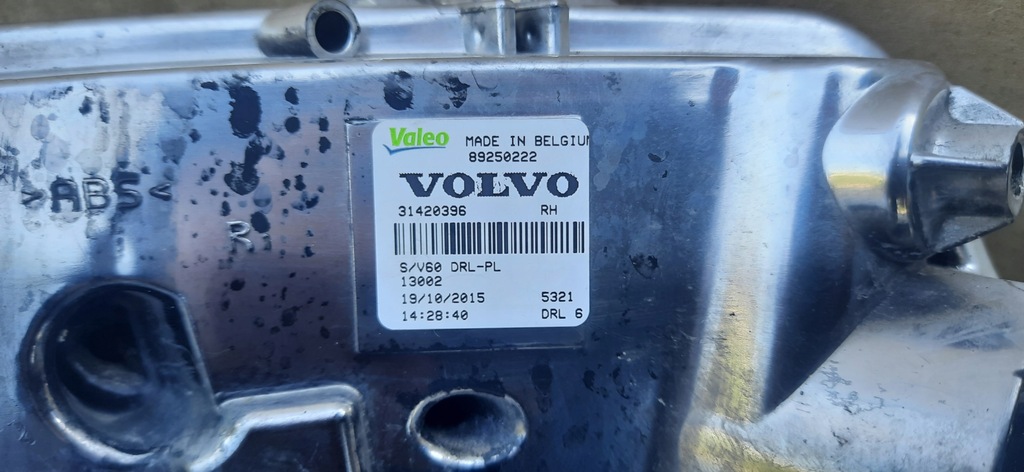 Valeo MADE IN BELGIUM
89250222
VOLVO
31420396 RH
S/V60 DRL-PL
13002
19/10/2015 5321
14:28:40 DRL 6
>ABS<
R